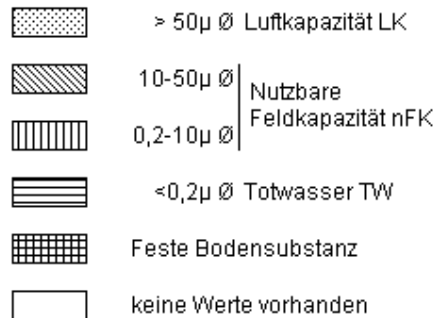 > 50µ Ø Luftkapazität LK
10-50µ Ø
Nutzbare
Feldkapazität nFK
0,2-10µ Ø
<0,2µ Ø Totwasser TW
Feste Bodensubstanz
keine Werte vorhanden